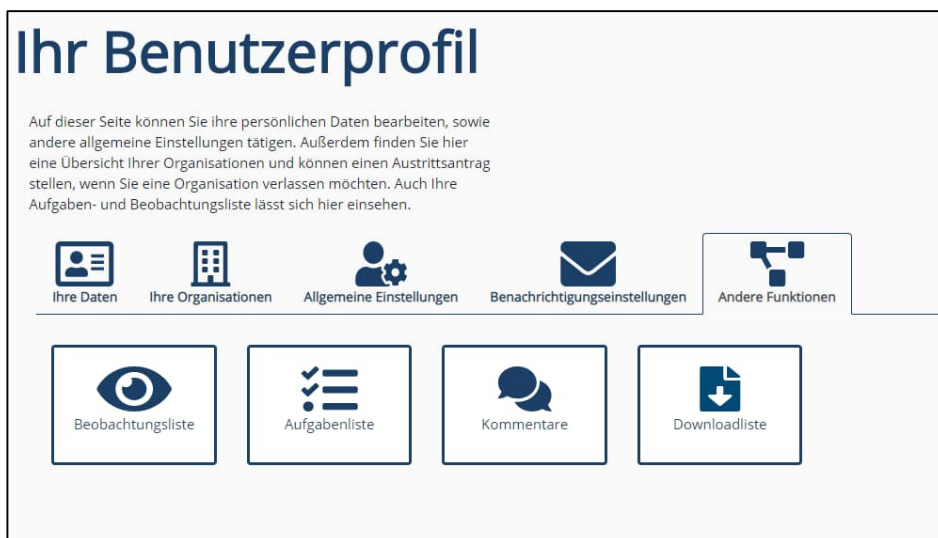 Ihr Benutzerprofil
Auf dieser Seite können Sie ihre persönlichen Daten bearbeiten, sowie
andere allgemeine Einstellungen tätigen. Außerdem finden Sie hier
eine Übersicht Ihrer Organisationen und können einen Austrittsantrag
stellen, wenn Sie eine Organisation verlassen möchten. Auch Ihre
Aufgaben- und Beobachtungsliste lässt sich hier einsehen.
Ihre Daten
Ihre Organisationen
Allgemeine Einstellungen
Benachrichtigungseinstellungen
Andere Funktionen
Beobachtungsliste
Aufgabenliste
Kommentare
Downloadliste